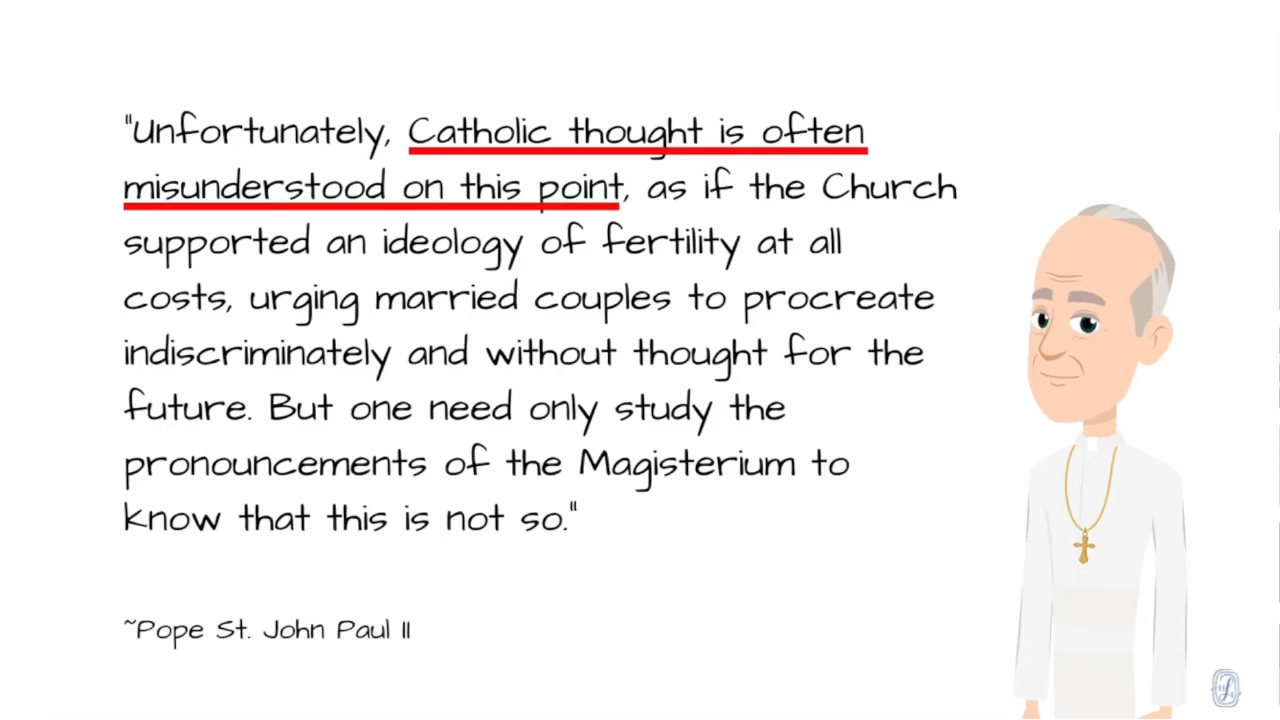 "Unfortunately, Catholic thought is often
misunderstood on this point, as if the Church
supported an ideology of fertility at all
costs, urging married couples to procreate
indiscriminately and without thought for the
future. But one need only study the
pronouncements of the Magisterium to
know that this is not so."
~Pope St. John Paul II